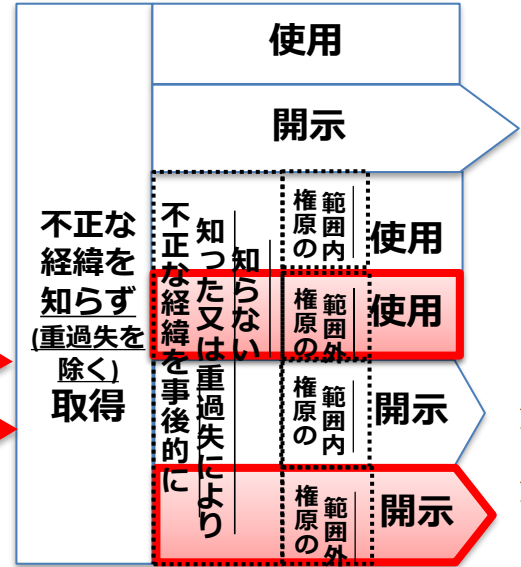 不正な
経緯を
知らず
(重過失を
除く)
取得
使用
開示
不正な経緯を事後的に
知った又は重過失により
知らない
権原の
範囲内
使用
権原の
範囲外
使用
権原の
範囲内
開示
権原の
範囲外
開示